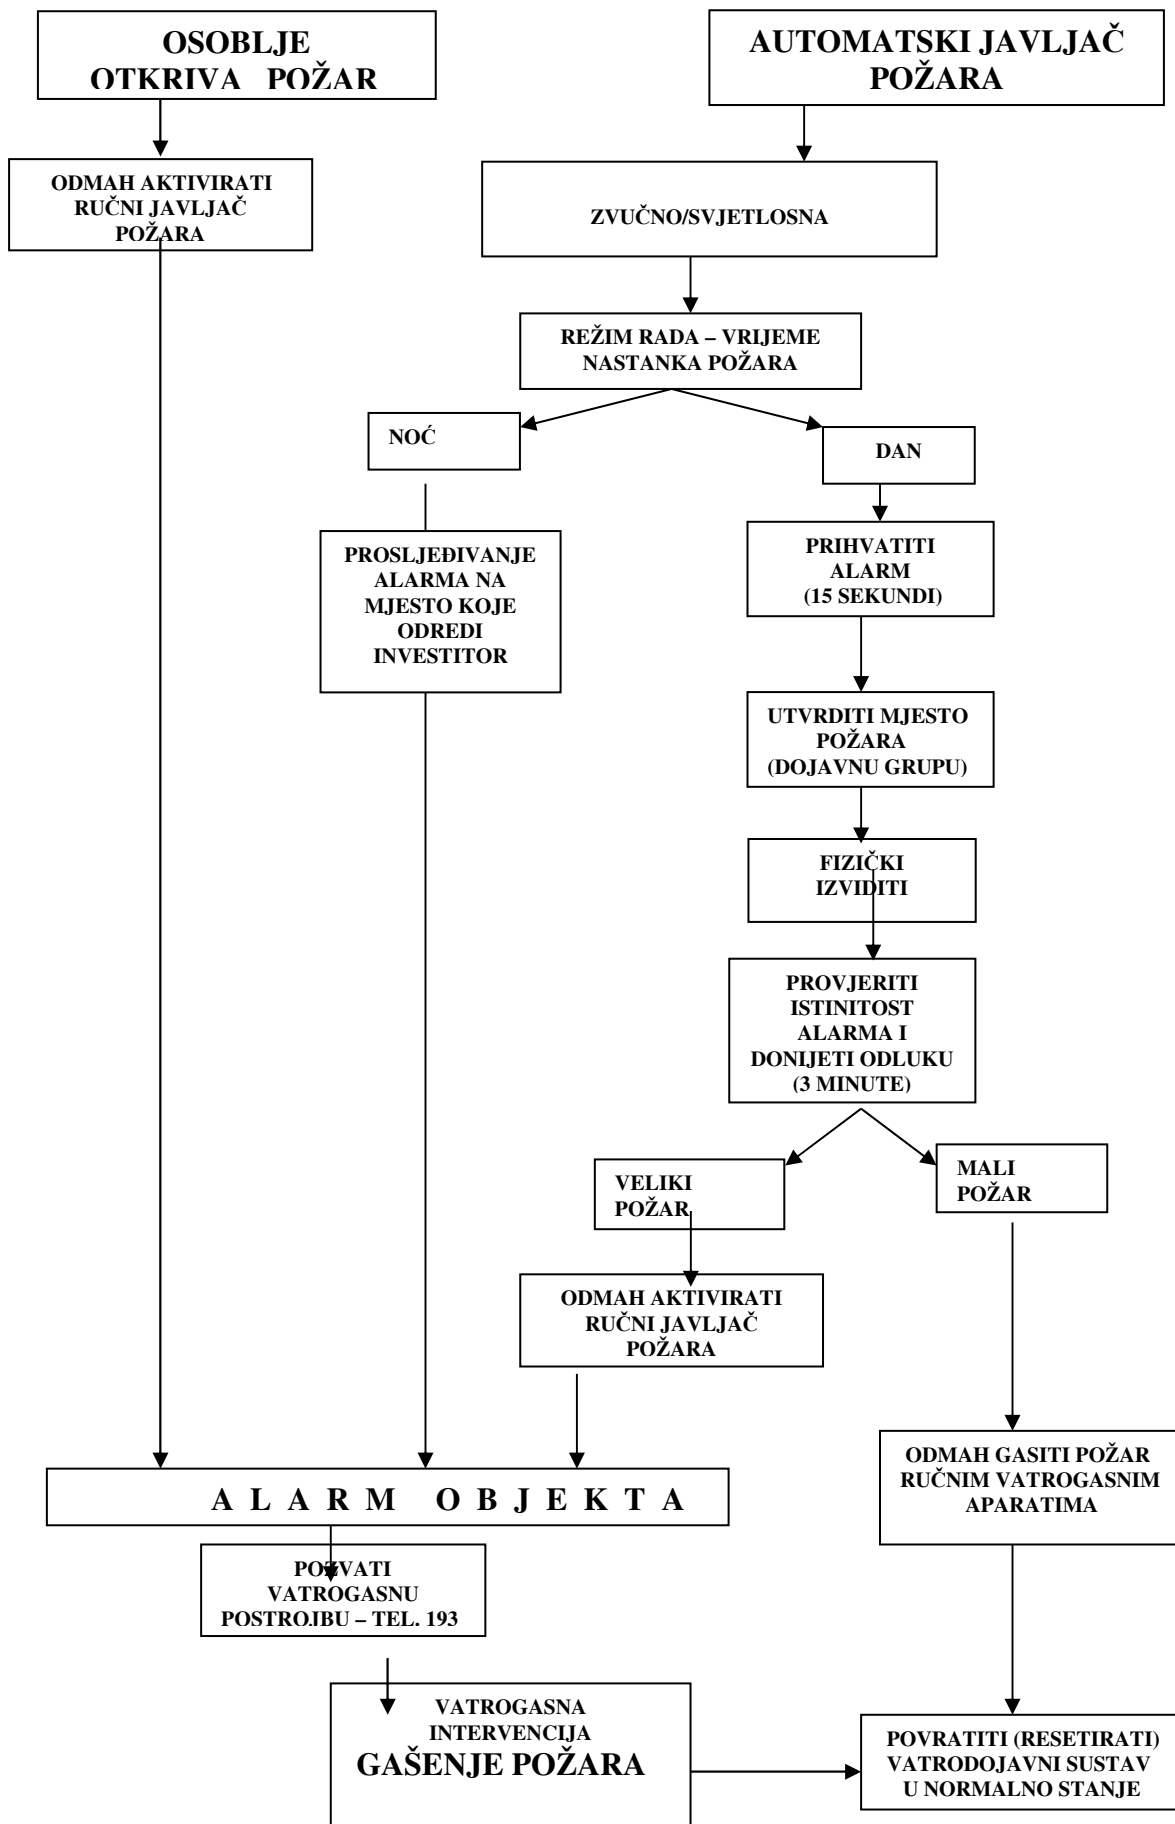 OSOBLJE
OTKRIVA POŽAR
AUTOMATSKI JAVLJAČ
POŽARA
ODMAH AKTIVIRATI
RUČNI JAVLJAČ
POŽARA
ZVUČNO/SVJETLOSNA
REŽIM RADA – VRIJEME
NASTANKA POŽARA
NOĆ
DAN
PROSLJEĐIVANJE
ALARMA NA
MJESTO KOJE
ODREDI
INVESTITOR
PRIHVATITI
ALARM
(15 SEKUNDI)
UTVRDITI MJESTO
POŽARA
(DOJAVNU GRUPU)
FIZIČKI
IZVIDITI
PROVJERITI
ISTINITOST
ALARMA I
DONIJETI ODLUKU
(3 MINUTE)
VELIKI
POŽAR
MALI
POŽAR
ODMAH AKTIVIRATI
RUČNI JAVLJAČ
POŽARA
ODMAH GASITI POŽAR
RUČNIM VATROGASNIM
APARATIMA
A L A R M O B J E K T A
POZVATI
VATROGASNU
POSTROJBU – TEL. 193
VATROGASNA
INTERVENCIJA
GAŠENJE POŽARA
POVRATITI (RESETIRATI)
VATRODOJAVNI SUSTAV
U NORMALNO STANJE